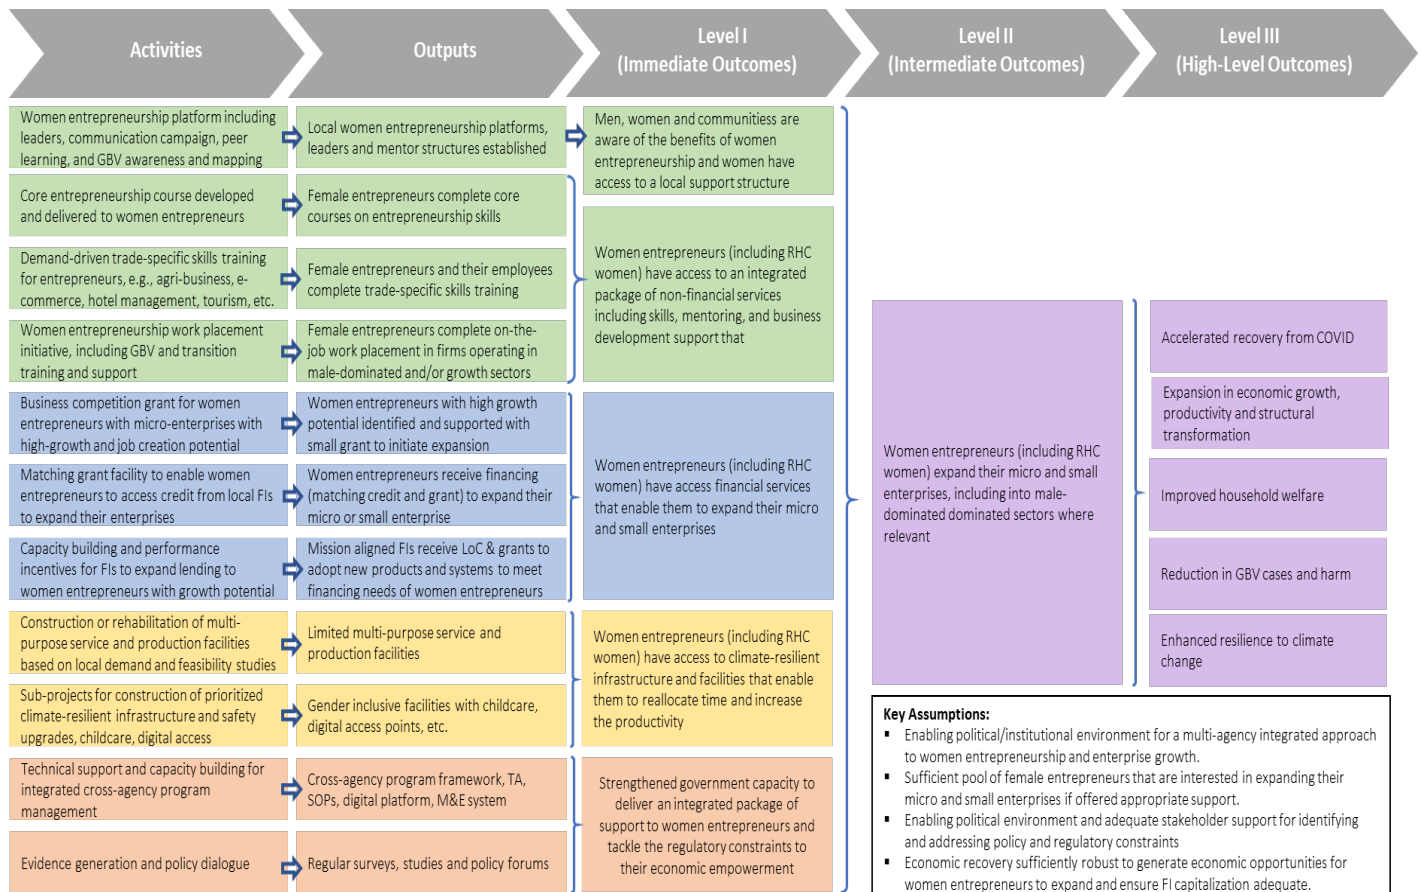 Activities
Outputs
Level I
(Immediate Outcomes)
Level II
(Intermediate Outcomes)
Level III
(High-Level Outcomes)
Women entrepreneurship platform including
leaders, communication campaign, peer
learning, and GBV awareness and mapping
Local women entrepreneurship platforms,
leaders and mentor structures established
Men, women and communitiess are
aware of the benefits of women
entrepreneurship and women have
access to a local support structure
Core entrepreneurship course developed
and delivered to women entrepreneurs
Female entrepreneurs complete core
courses on entrepreneurship skills
Demand-driven trade-specific skills training
for entrepreneurs, e.g., agri-business, e-
commerce, hotel management, tourism, etc.
Female entrepreneurs and their employees
complete trade-specific skills training
Women entrepreneurship work placement
initiative, including GBV and transition
training and support
Female entrepreneurs complete on-the-
job work placement in firms operating in
male-dominated and/or growth sectors
Women entrepreneurs (including RHC
women) have access to an integrated
package of non-financial services
including skills, mentoring, and business
development support that
Business competition grant for women
entrepreneurs with micro-enterprises with
high-growth and job creation potential
Women entrepreneurs with high growth
potential identified and supported with
small grant to initiate expansion
Matching grant facility to enable women
entrepreneurs to access credit from local FIs
to expand their enterprises
Women entrepreneurs receive financing
(matching credit and grant) to expand their
micro or small enterprise
Capacity building and performance
incentives for FIs to expand lending to
women entrepreneurs with growth potential
Mission aligned FIs receive LoC & grants to
adopt new products and systems to meet
financing needs of women entrepreneurs
Women entrepreneurs (including RHC
women) have access financial services
that enable them to expand their micro
and small enterprises
Construction or rehabilitation of multi-
purpose service and production facilities
based on local demand and feasibility studies
Limited multi-purpose service and
production facilities
Sub-projects for construction of prioritized
climate-resilient infrastructure and safety
upgrades, childcare, digital access
Gender inclusive facilities with childcare,
digital access points, etc.
Women entrepreneurs (including RHC
women) have access to climate-resilient
infrastructure and facilities that enable
them to reallocate time and increase
the productivity
Technical support and capacity building for
integrated cross-agency program
management
Cross-agency program framework, TA,
SOPs, digital platform, M&E system
Evidence generation and policy dialogue
Regular surveys, studies and policy forums
Strengthened government capacity to
deliver an integrated package of
support to women entrepreneurs and
tackle the regulatory constraints to
their economic empowerment
Women entrepreneurs (including RHC
women) expand their micro and small
enterprises, including into male-
dominated dominated sectors where
relevant
Accelerated recovery from COVID
Expansion in economic growth,
productivity and structural
transformation
Improved household welfare
Reduction in GBV cases and harm
Enhanced resilience to climate
change
Key Assumptions:
▪ Enabling political/institutional environment for a multi-agency integrated approach
to women entrepreneurship and enterprise growth.
▪ Sufficient pool of female entrepreneurs that are interested in expanding their
micro and small enterprises if offered appropriate support.
▪ Enabling political environment and adequate stakeholder support for identifying
and addressing policy and regulatory constraints
▪ Economic recovery sufficiently robust to generate economic opportunities for
women entrepreneurs to expand and ensure FI capitalization adequate.